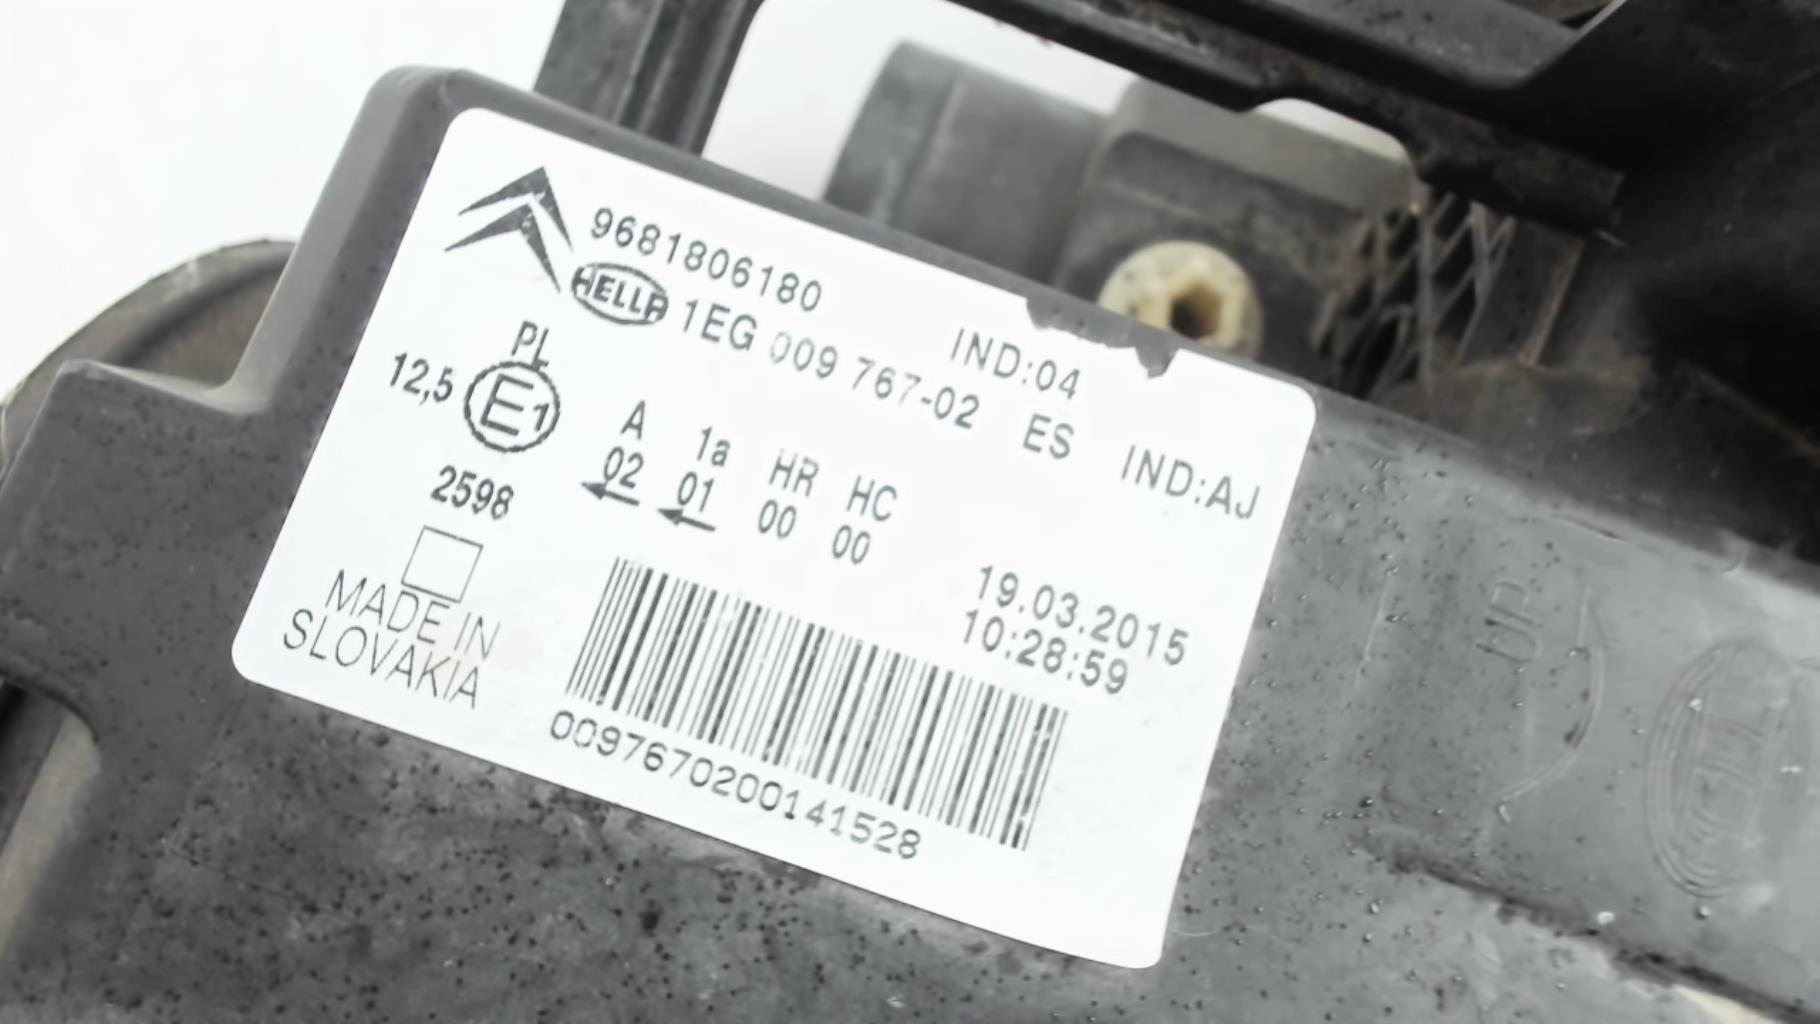 9681806180 IND:04
HELLA 1EG 009 767-02 ES IND:AJ
PL
12,5 E1
A 1a HR HC
02 01 00 00
2598
19.03.2015
10:28:59
MADE IN
SLOVAKIA
009767020014152​8
UP